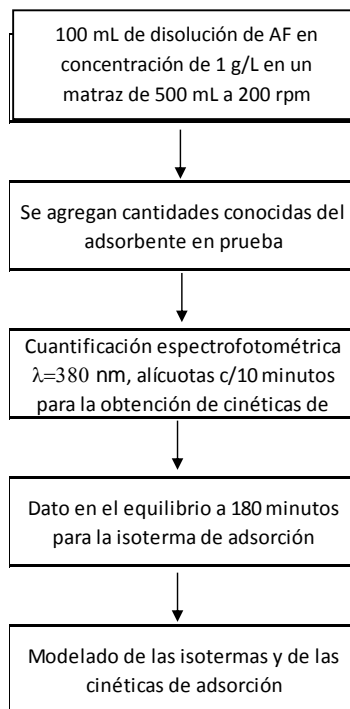 100 mL de disolución de AF en
concentración de 1 g/L en un
matraz de 500 mL a 200 rpm
Se agregan cantidades conocidas del
adsorbente en prueba
Cuantificación espectrofotométrica
λ=380 nm, alícuotas c/10 minutos
para la obtención de cinéticas de
Dato en el equilibrio a 180 minutos
para la isoterma de adsorción
Modelado de las isotermas y de las
cinéticas de adsorción